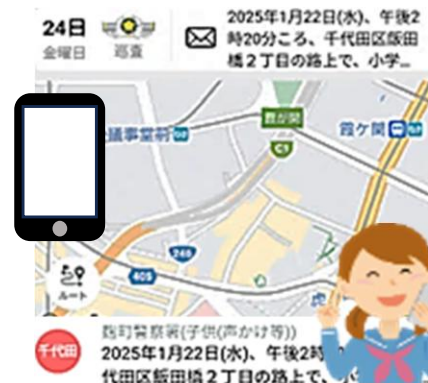 24日
金曜日
巡査
2025年1月22日(水)、午後2
時20分ころ、千代田区飯田
橋2丁目の路上で、小学…
議事堂前
霞が関
霞ケ関
C1
246
405
ルート
虎
千代田
麹町警察署(子供(声かけ等))
2025年1月22日(水)、午後2時
代田区飯田橋2丁目の路上で、